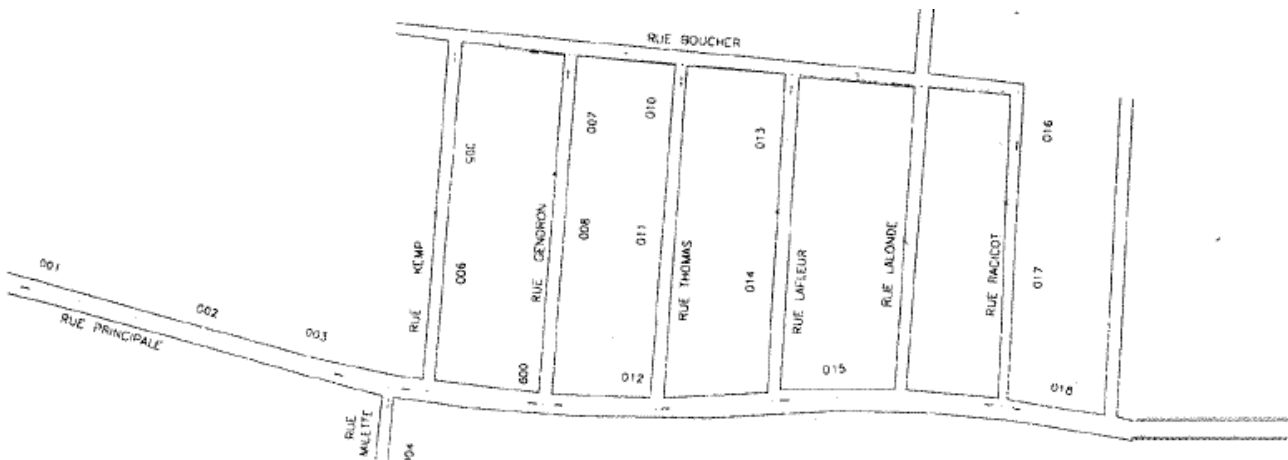 RUE BOUCHER
001
002
003
RUE PRINCIPALE
RUE MILETTE
004
RUE KEMP
005
006
RUE GENDRON
007
008
009
010
011
012
RUE THOMAS
013
014
RUE LAFLEUR
015
RUE LALONDE
RUE RACICOT
016
017
018